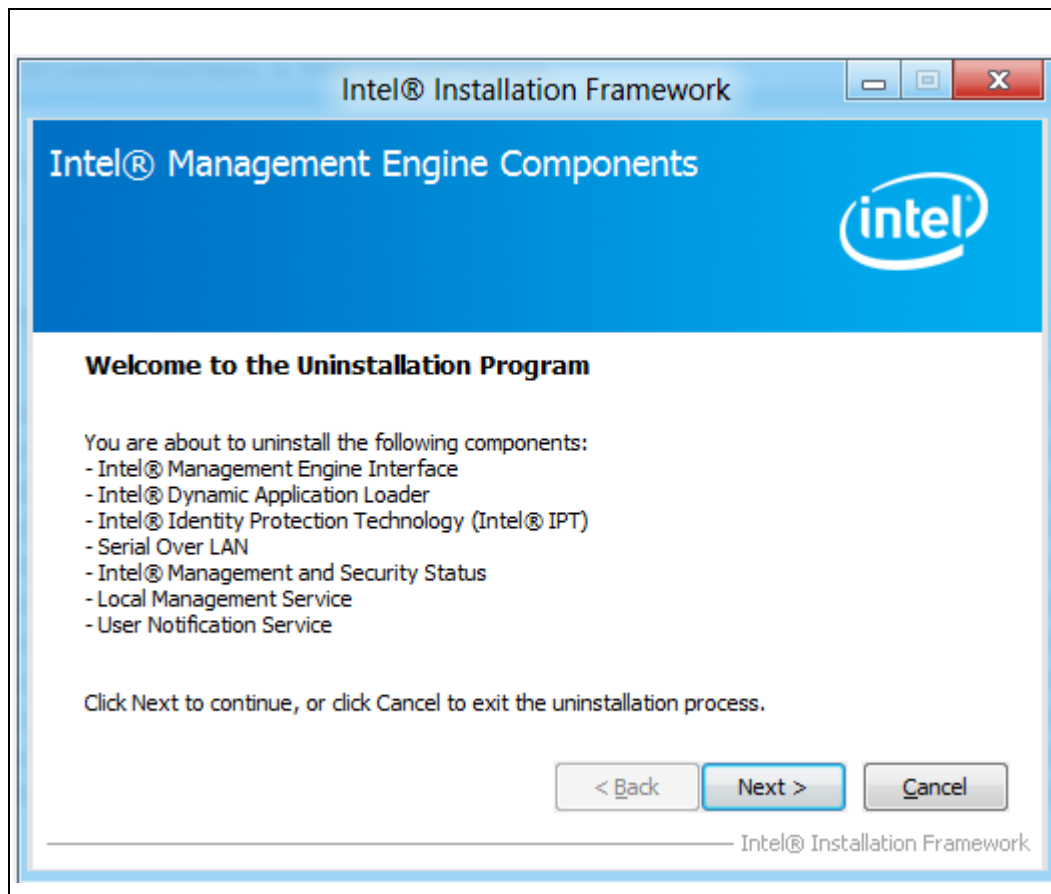 Intel® Installation Framework
Intel® Management Engine Components
intel®
Welcome to the Uninstallation Program
You are about to uninstall the following components:
- Intel® Management Engine Interface
- Intel® Dynamic Application Loader
- Intel® Identity Protection Technology (Intel® IPT)
- Serial Over LAN
- Intel® Management and Security Status
- Local Management Service
- User Notification Service
Click Next to continue, or click Cancel to exit the uninstallation process.
< Back Next > Cancel
Intel® Installation Framework